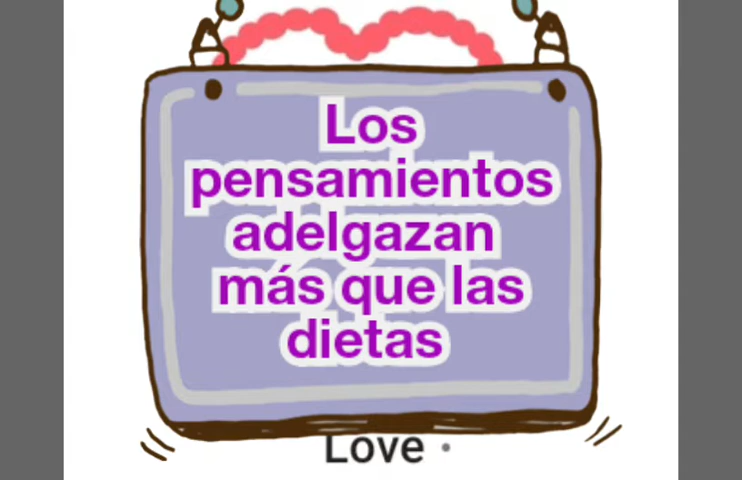 Los
pensamientos
adelgazan
más que las
dietas
Love